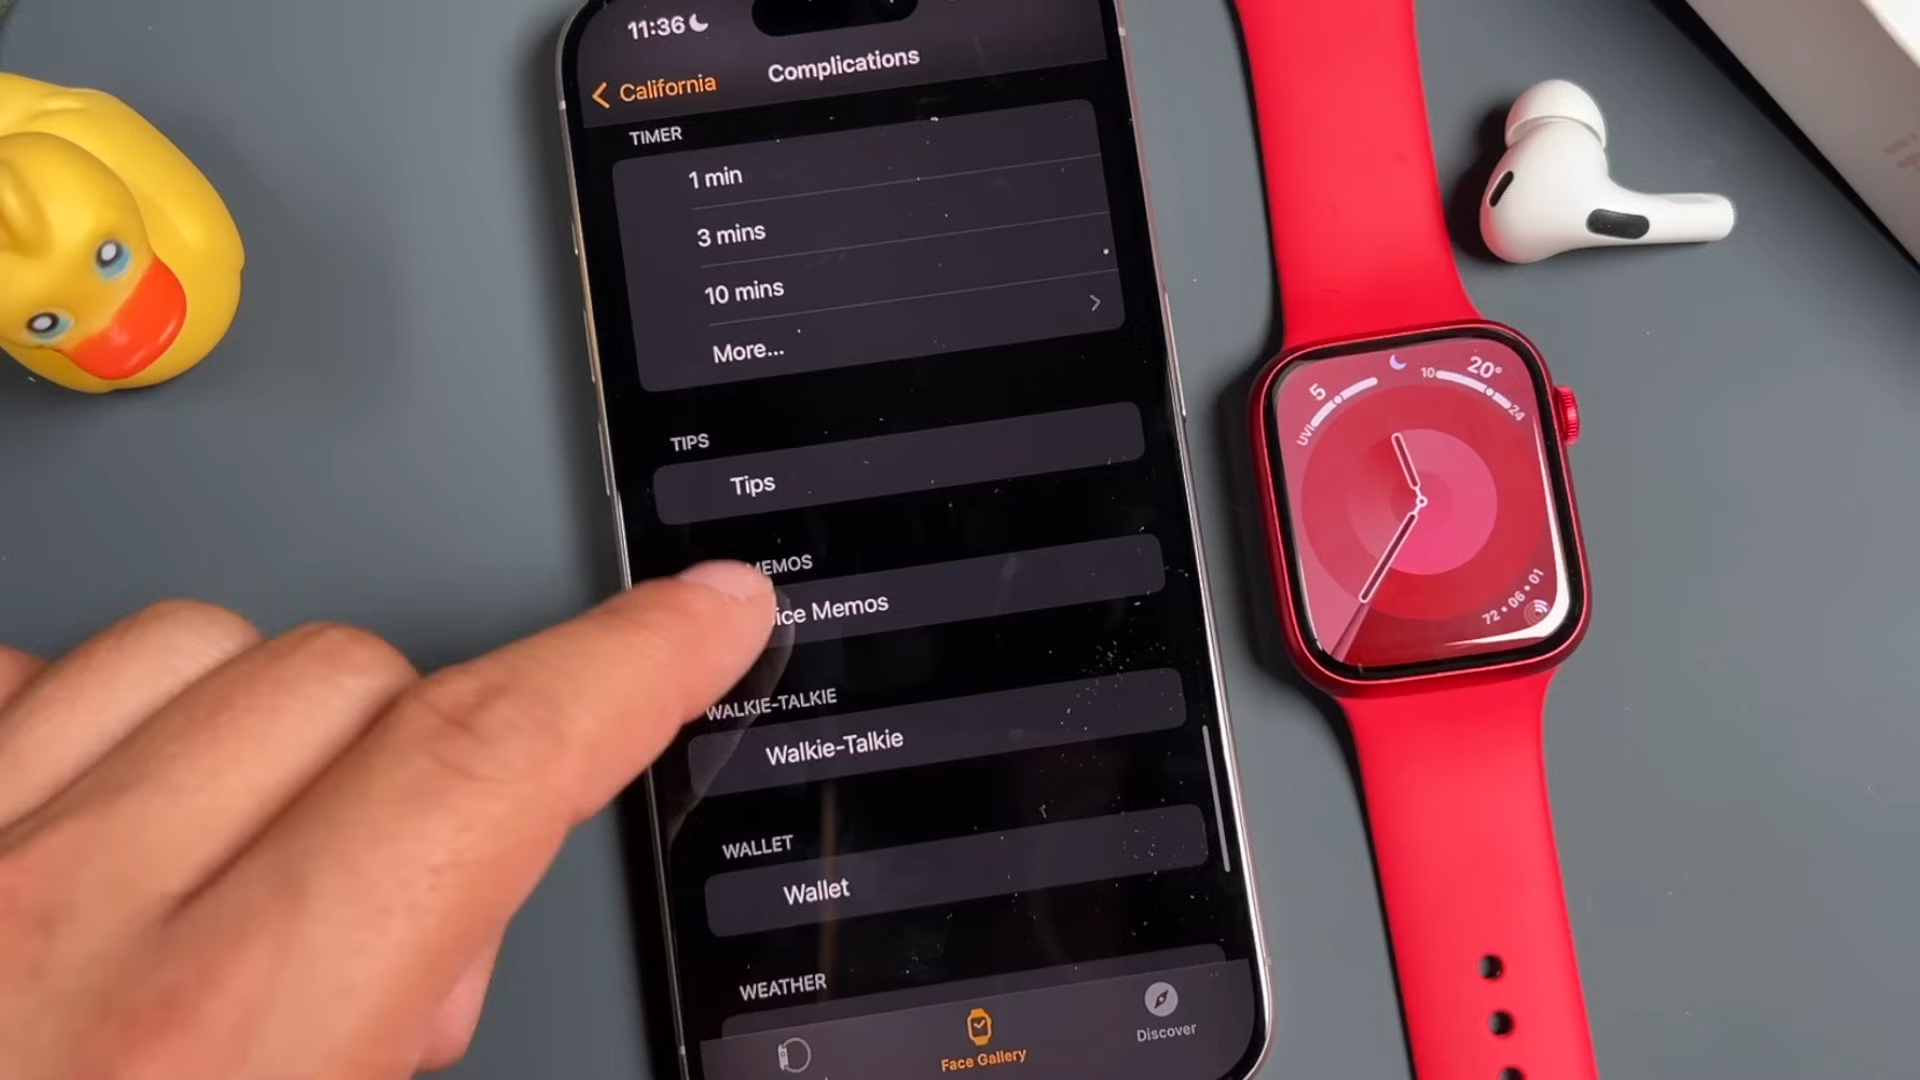 11:36
California
Complications
TIMER
1 min
3 mins
10 mins
More...
TIPS
Tips
MEMOS
ice Memos
WALKIE-TALKIE
Walkie-Talkie
WALLET
Wallet
WEATHER
Face Gallery
Discover
5
UVI
10
20°
24
72•06•01